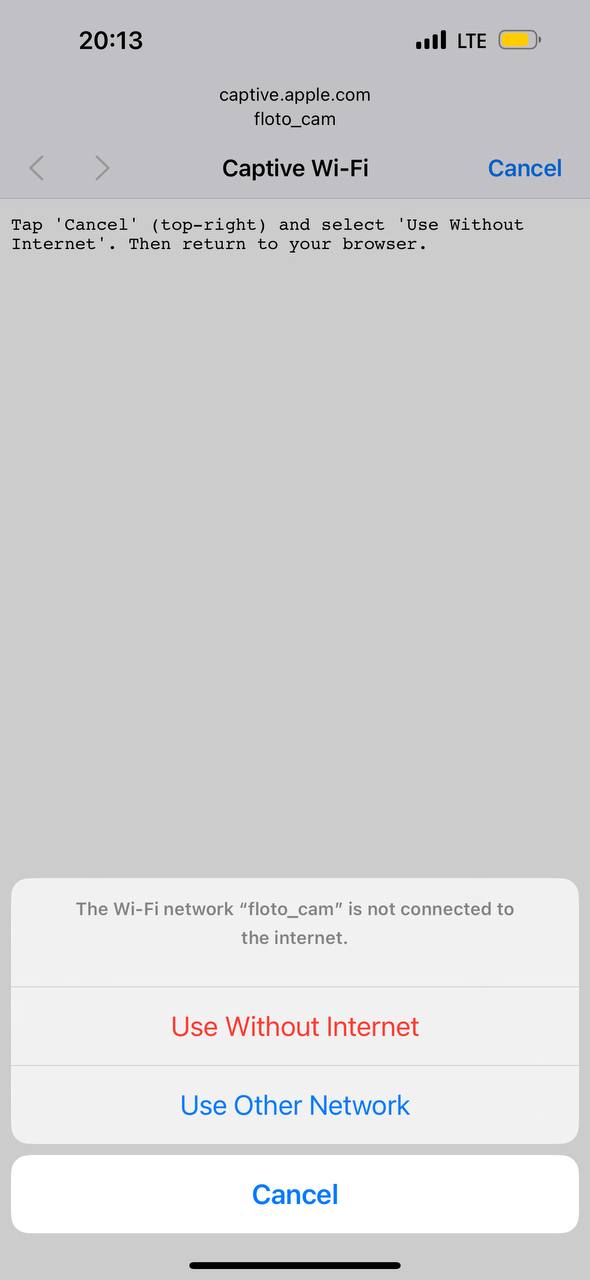 20:13
LTE
captive.apple.com
floto_cam
Captive Wi-Fi
Cancel
Tap 'Cancel' (top-right) and select 'Use Without
Internet'. Then return to your browser.
The Wi-Fi network “floto_cam” is not connected to
the internet.
Use Without Internet
Use Other Network
Cancel